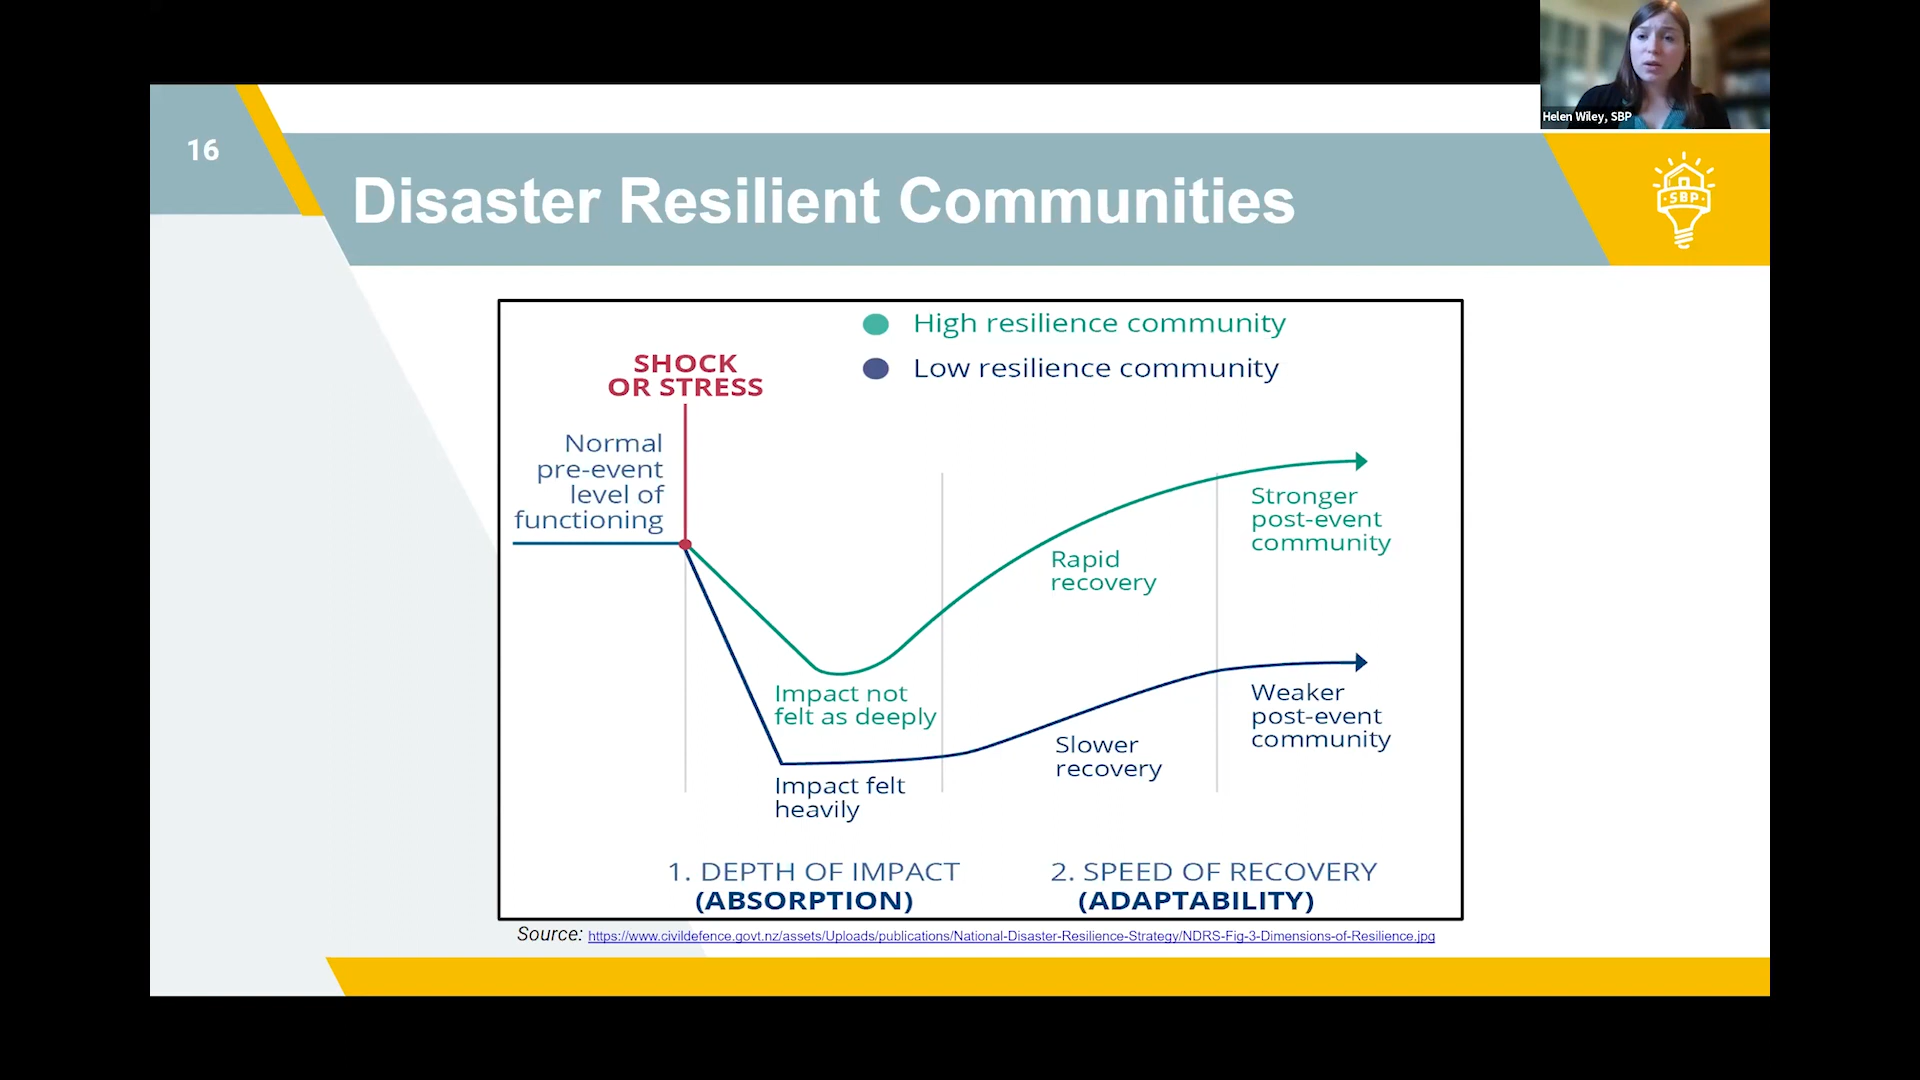 Helen Wiley, SBP
16
Disaster Resilient Communities
SBP
High resilience community
Low resilience community
SHOCK
OR STRESS
Normal
pre-event
level of
functioning
Stronger
post-event
community
Rapid
recovery
Impact not
felt as deeply
Weaker
post-event
community
Slower
recovery
Impact felt
heavily
1. DEPTH OF IMPACT
(ABSORPTION)
2. SPEED OF RECOVERY
(ADAPTABILITY)
Source: https://www.civildefence.govt.nz/assets/Uploads/publications/National-Disaster-Resilience-Strategy/NDRS-Fig-3-Dimensions-of-Resilience.jpg